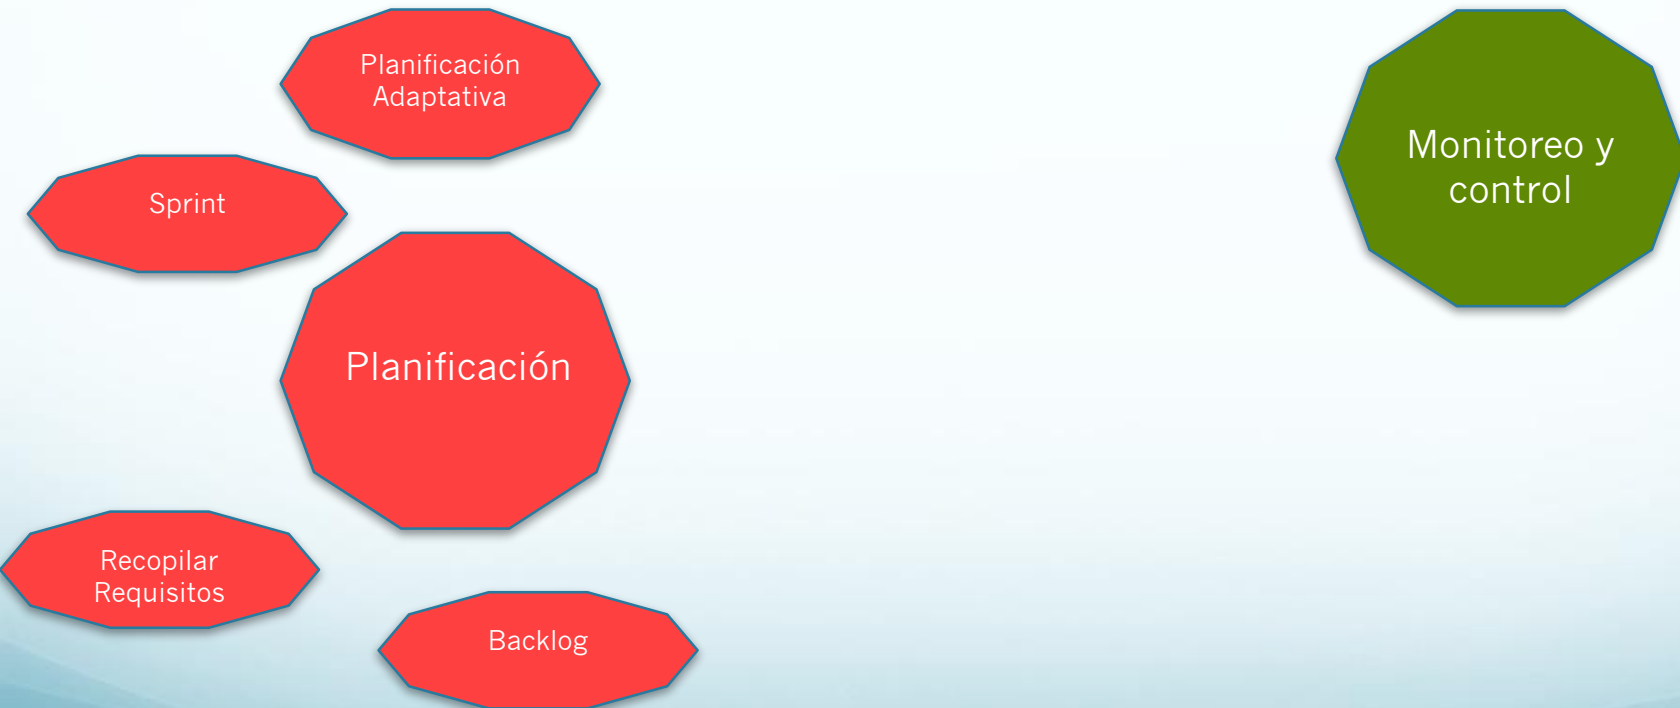 Planificación
Adaptativa
Sprint
Planificación
Recopilar
Requisitos
Backlog
Monitoreo y
control